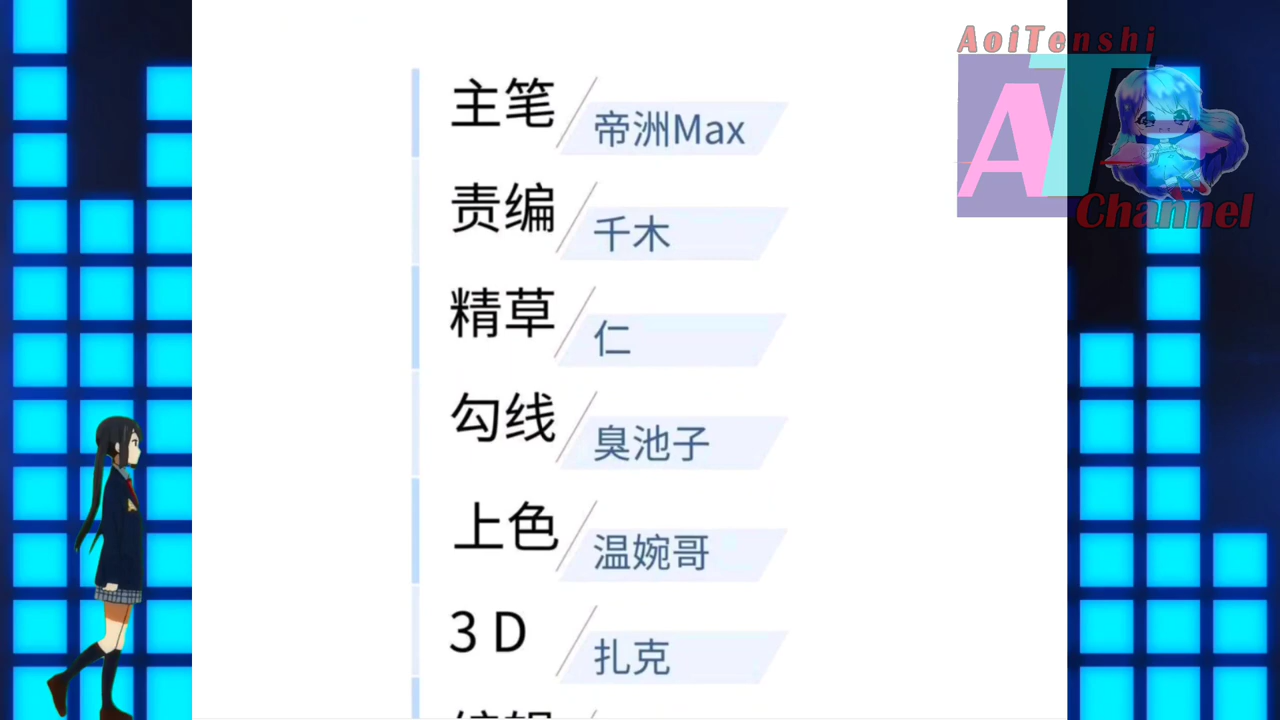 AoiTenshi
AT
Channel
主笔
帝洲Max
责编
千木
精草
仁
勾线
臭池子
上色
温婉哥
3D
扎克